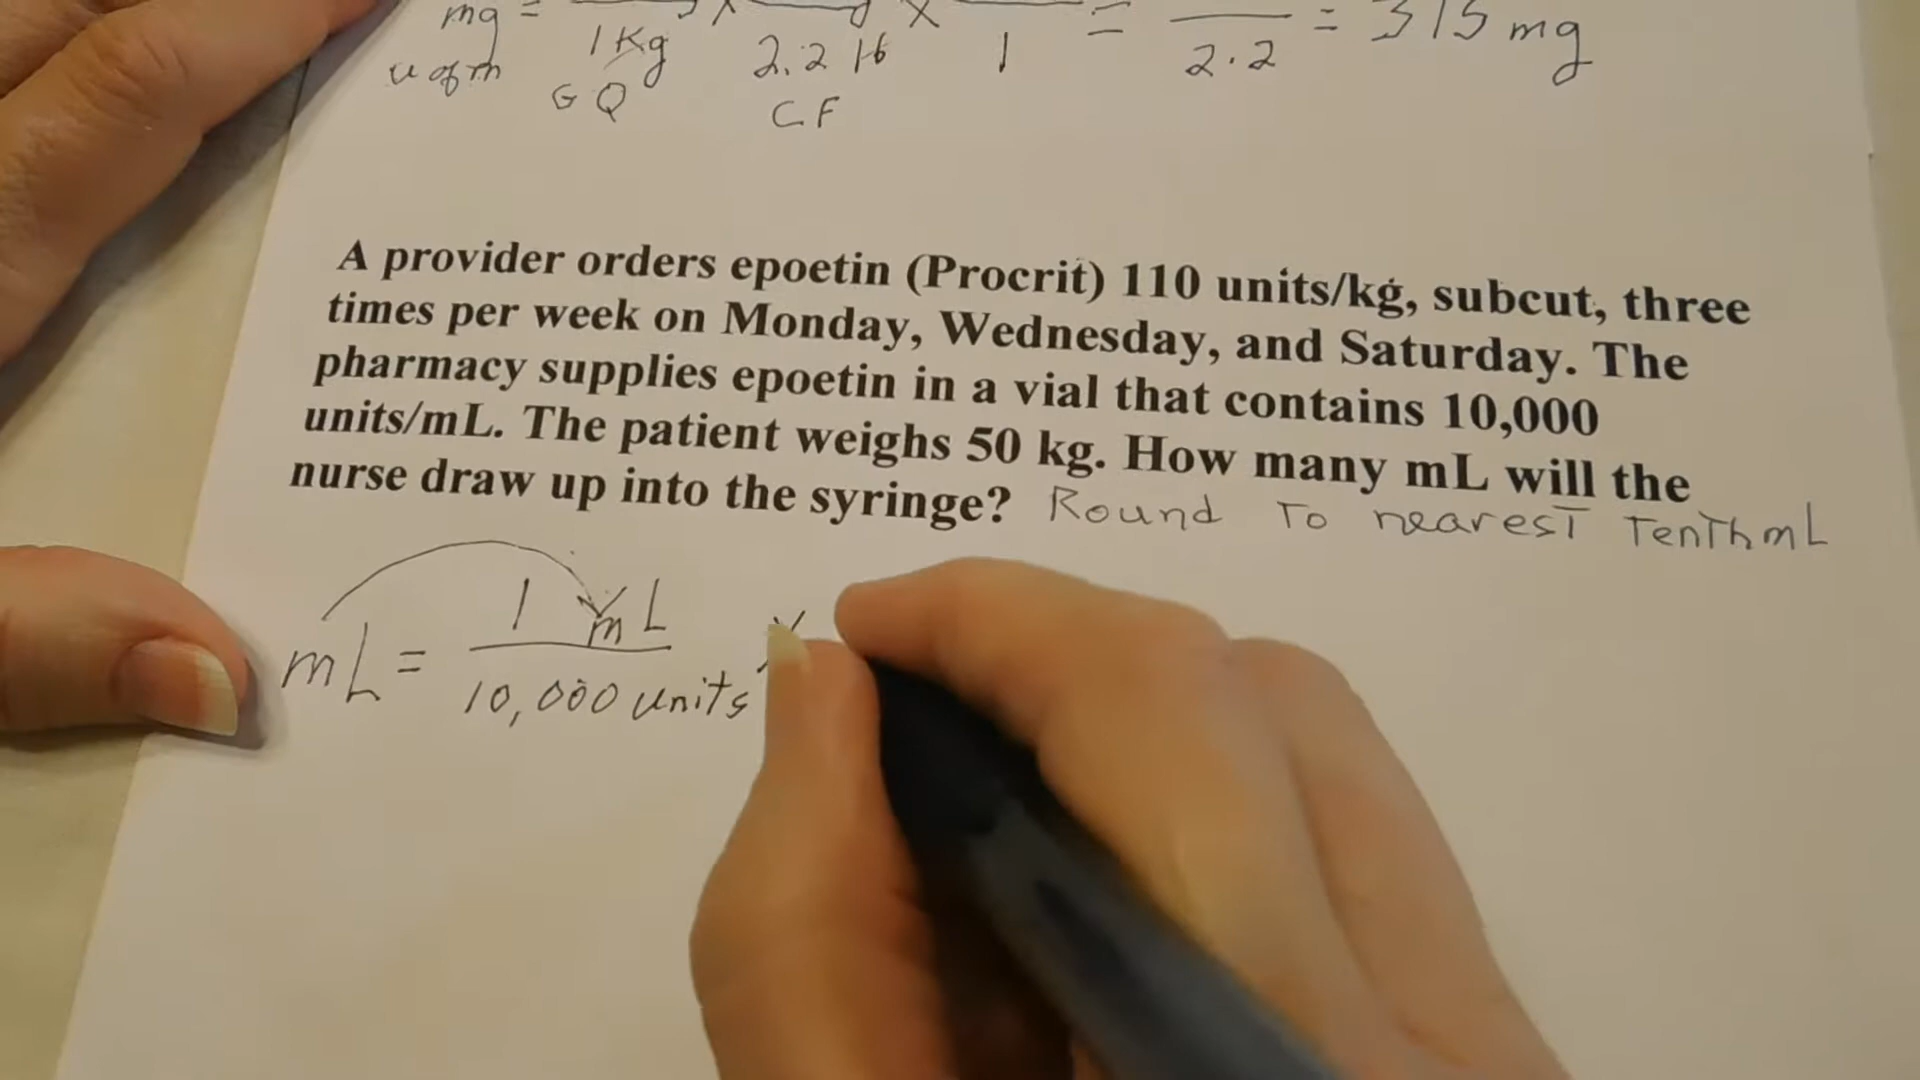 mg = 1 Kg X 2.2 lb X 1 = 2.2 = 315 mg
u of m GQ CF
A provider orders epoetin (Procrit) 110 units/kg, subcut, three
times per week on Monday, Wednesday, and Saturday. The
pharmacy supplies epoetin in a vial that contains 10,000
units/mL. The patient weighs 50 kg. How many mL will the
nurse draw up into the syringe? Round To nearesT TenTh mL
1 mL
mL = 10,000 units X